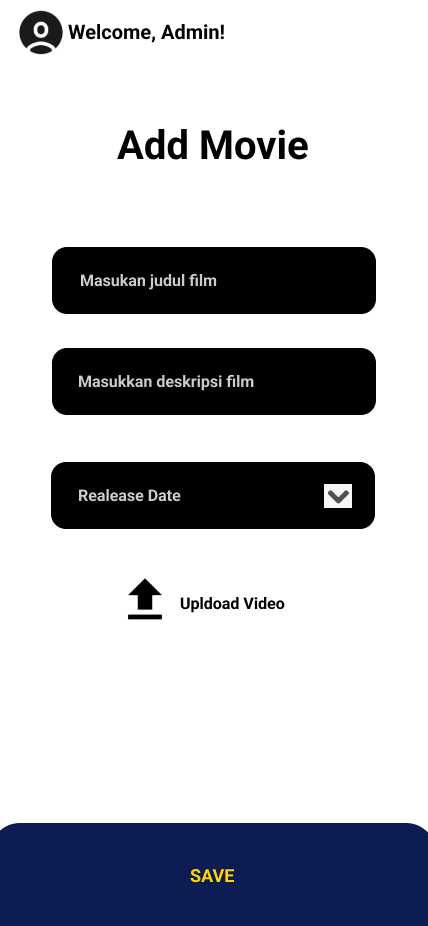 Welcome, Admin!
Add Movie
Masukan judul film
Masukkan deskripsi film
Realease Date
Upldoad Video
SAVE